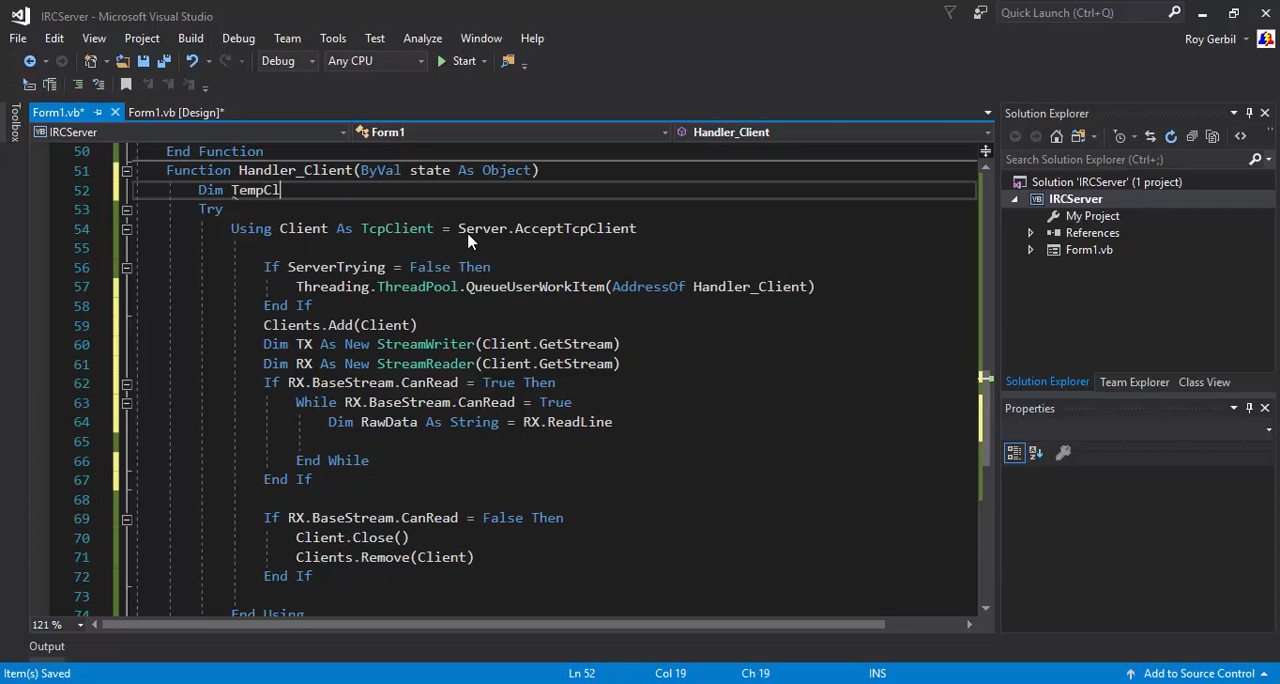 IRCServer - Microsoft Visual Studio
Quick Launch (Ctrl+Q)
File Edit View Project Build Debug Team Tools Test Analyze Window Help
Roy Gerbil
Debug Any CPU Start
Form1.vb* Form1.vb [Design]*
Toolbox
IRCServer Form1 Handler_Client
50 End Function
51 Function Handler_Client(ByVal state As Object)
52 Dim TempCl
53 Try
54 Using Client As TcpClient = Server.AcceptTcpClient
55
56 If ServerTrying = False Then
57 Threading.ThreadPool.QueueUserWorkItem(AddressOf Handler_Client)
58 End If
59 Clients.Add(Client)
60 Dim TX As New StreamWriter(Client.GetStream)
61 Dim RX As New StreamReader(Client.GetStream)
62 If RX.BaseStream.CanRead = True Then
63 While RX.BaseStream.CanRead = True
64 Dim RawData As String = RX.ReadLine
65
66 End While
67 End If
68
69 If RX.BaseStream.CanRead = False Then
70 Client.Close()
71 Clients.Remove(Client)
72 End If
73
74 End Using
121 %
Solution Explorer
Search Solution Explorer (Ctrl+;)
Solution 'IRCServer' (1 project)
IRCServer
My Project
References
Form1.vb
Solution Explorer Team Explorer Class View
Properties
Output
Item(s) Saved Ln 52 Col 19 Ch 19 INS Add to Source Control